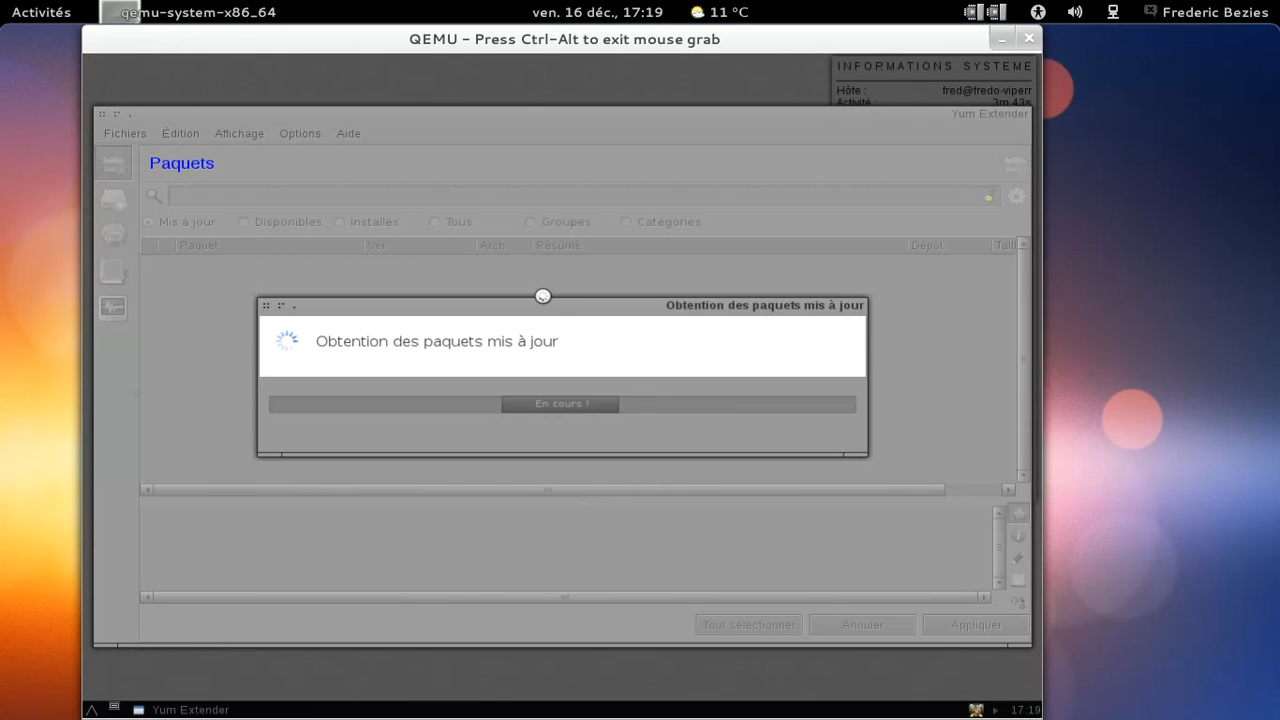 Activités
qemu-system-x86_64
ven. 16 déc., 17:19
11 °C
Frederic Bezies
QEMU - Press Ctrl-Alt to exit mouse grab
INFORMATIONS SYSTEME
Hôte : fred@fredo-viperr
Activité : 3m 43s
Yum Extender
Fichiers Édition Affichage Options Aide
Paquets
Mis à jour Disponibles Installés Tous Groupes Catégories
Paquet Ver. Arch. Résumé Dépôt Taill
Obtention des paquets mis à jour
Obtention des paquets mis à jour
En cours !
Tout sélectionner Annuler Appliquer
Yum Extender 17:19